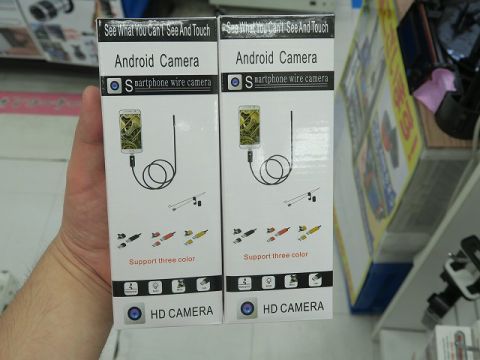 See What You Can't See And Touch
Android Camera
Smartphone wire camera
Support three color
HD CAMERA
See What You Can't See And Touch
Android Camera
Smartphone wire camera
Support three color
HD CAMERA